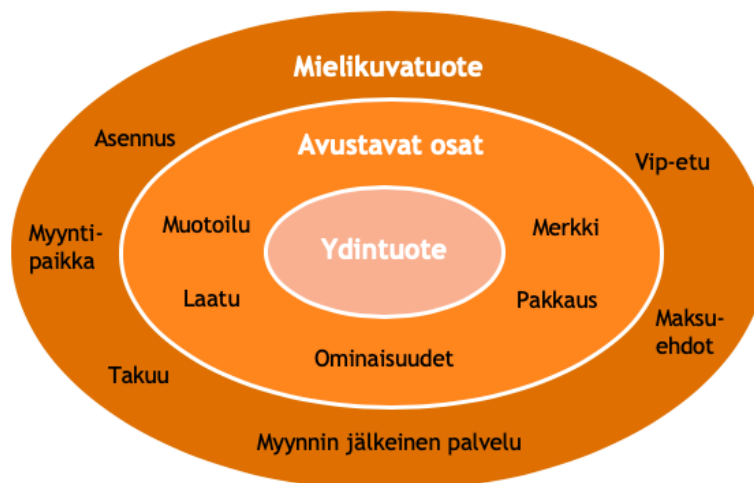 Mielikuvatuote
Asennus
Avustavat osat
Vip-etu
Muotoilu
Merkki
Myynti-
paikka
Ydintuote
Laatu
Pakkaus
Maksu-
ehdot
Ominaisuudet
Takuu
Myynnin jälkeinen palvelu